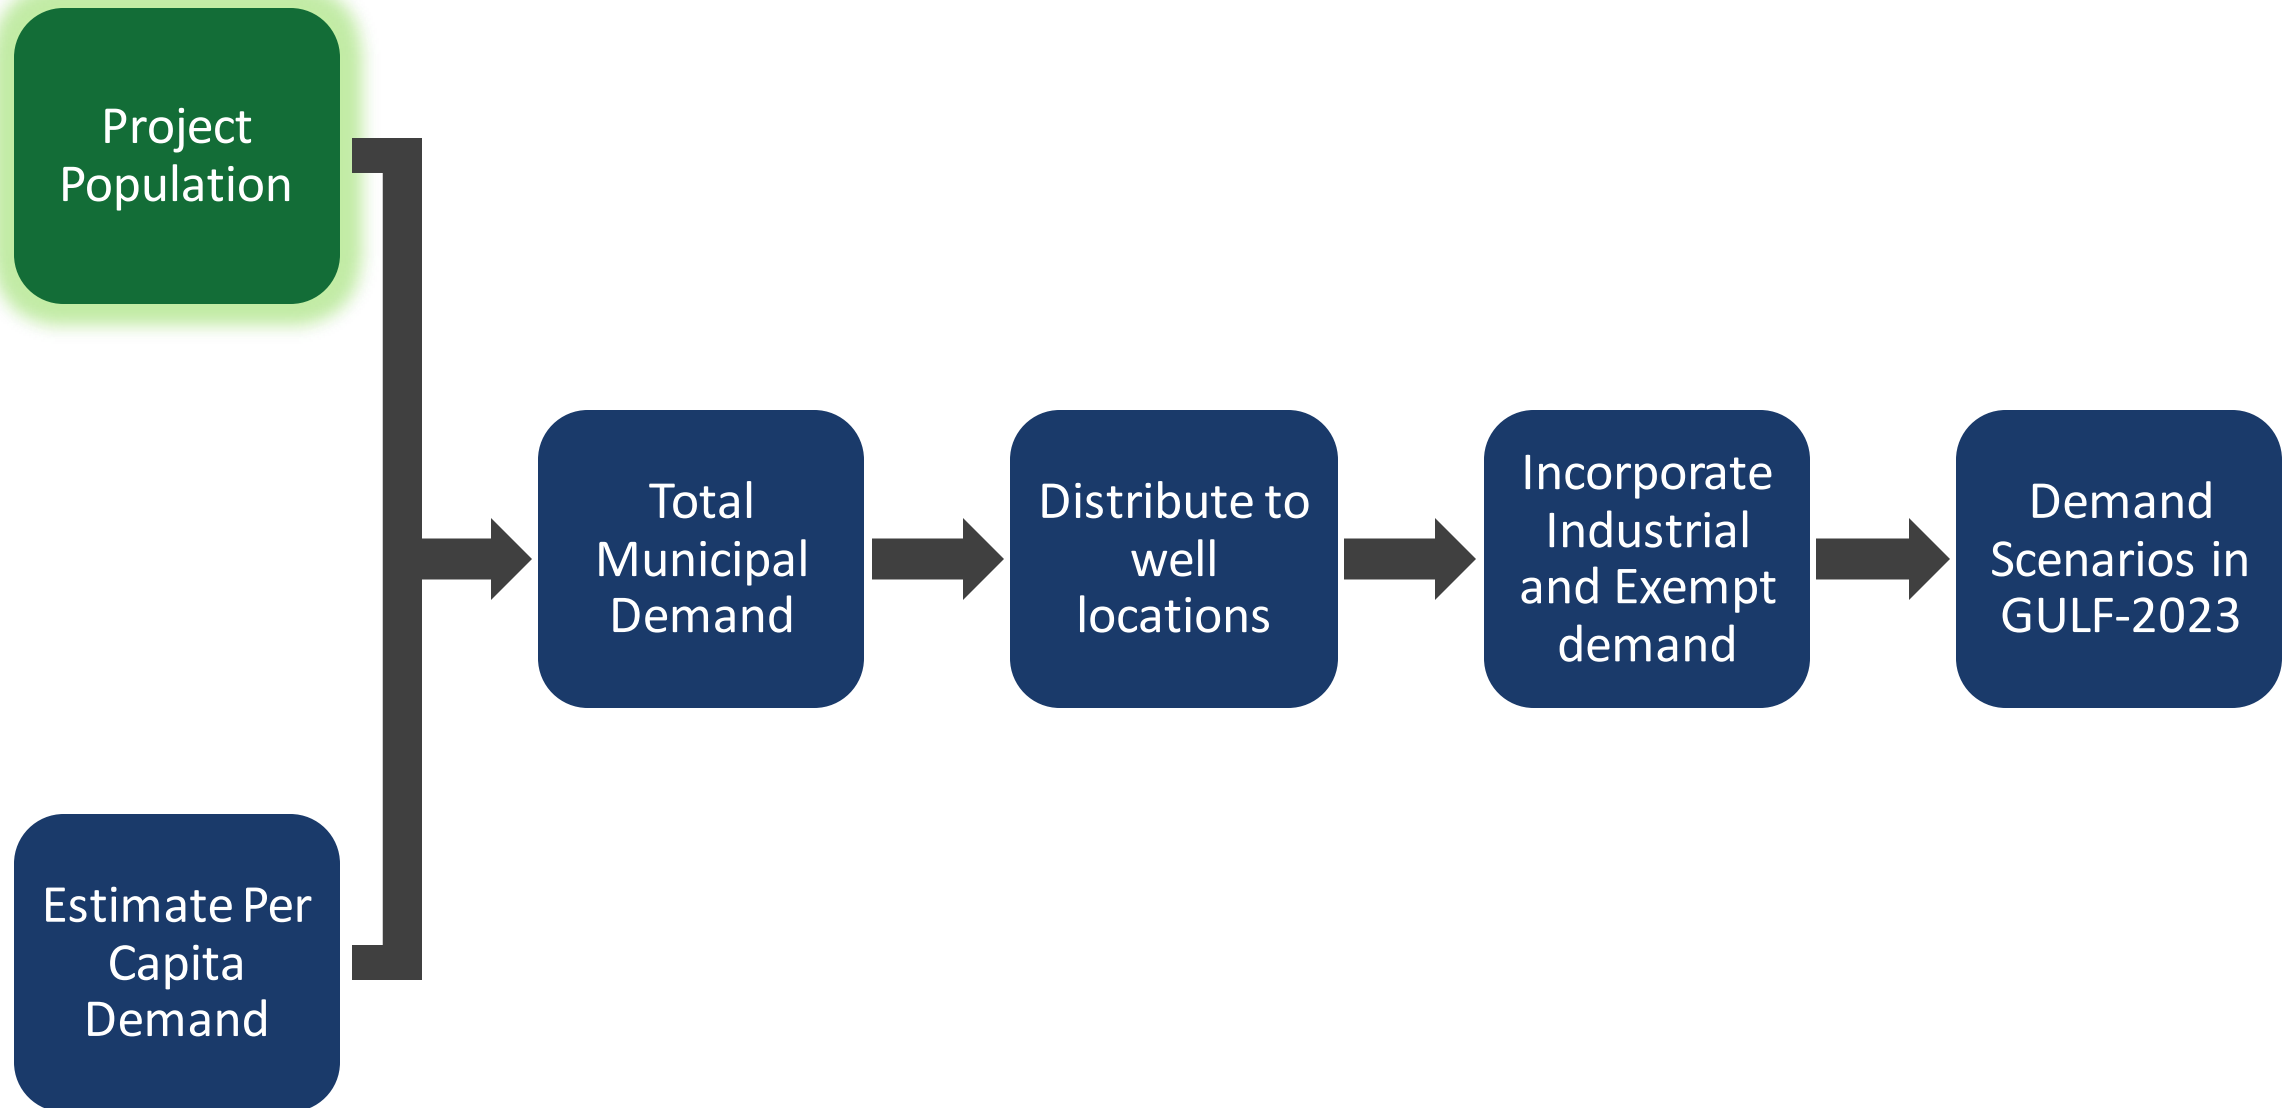 Project
Population
Estimate Per
Capita
Demand
Total
Municipal
Demand
Distribute to
well
locations
Incorporate
Industrial
and Exempt
demand
Demand
Scenarios in
GULF-2023